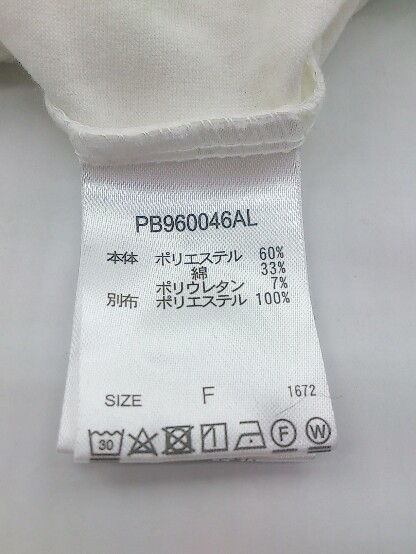 PB960046AL
本体 ポリエステル 60%
綿 33%
ポリウレタン 7%
別布 ポリエステル 100%
SIZE F 1672
30 F W